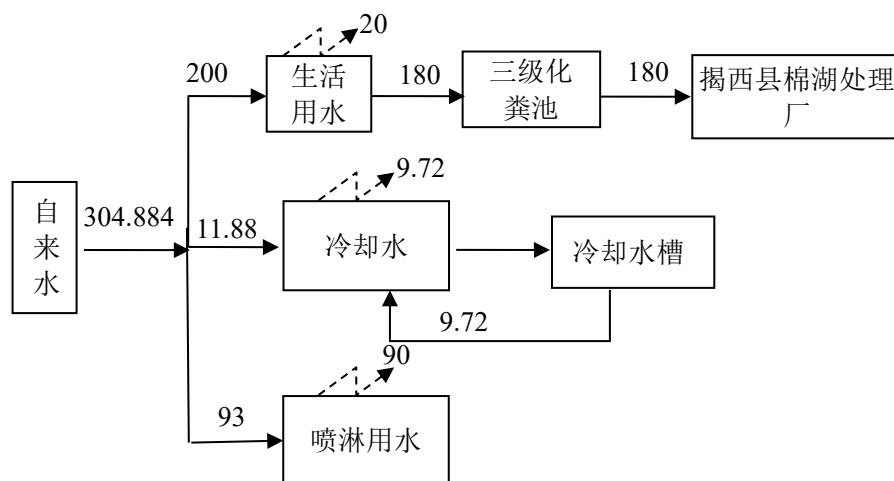 20
200
生活
用水
180
三级化
粪池
180
揭西县棉湖处理
厂
自
来
水
304.884
11.88
9.72
冷却水
冷却水槽
9.72
90
93
喷淋用水